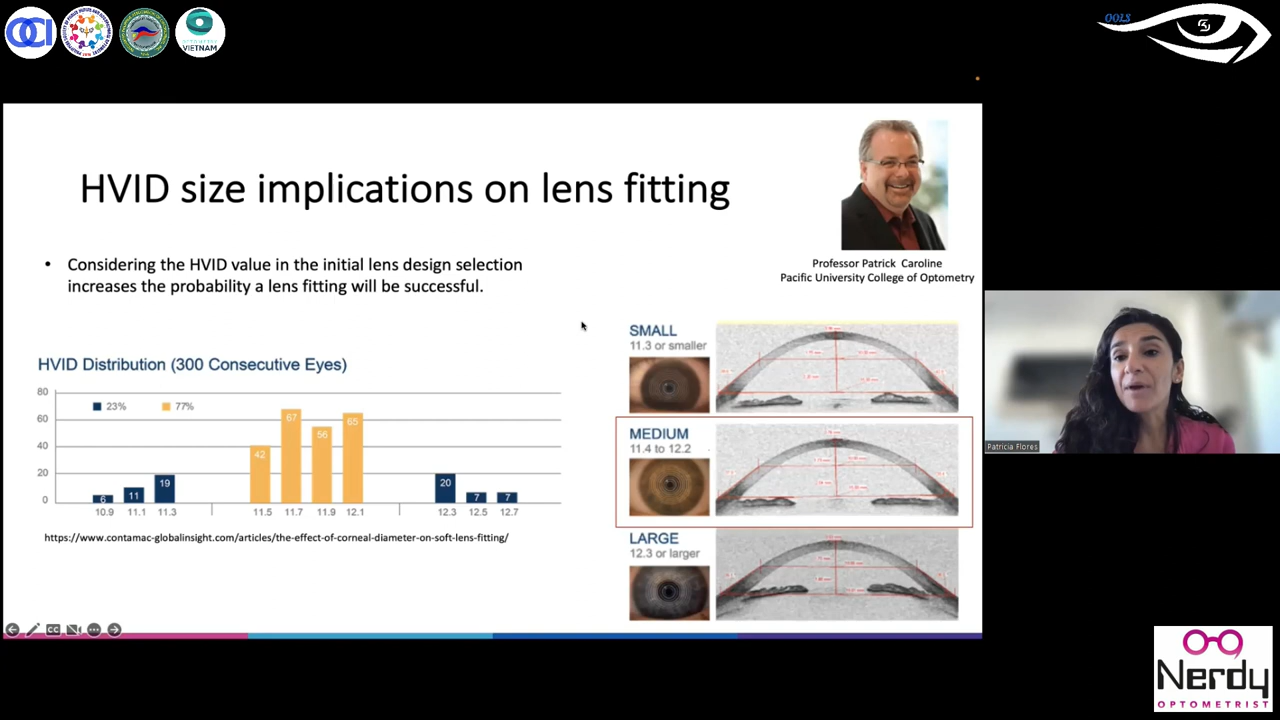 OCI
OPTOMETRY
VIETNAM
OOLS
HVID size implications on lens fitting
Professor Patrick Caroline
Pacific University College of Optometry
• Considering the HVID value in the initial lens design selection
increases the probability a lens fitting will be successful.
HVID Distribution (300 Consecutive Eyes)
80
60
40
20
0
23%
77%
6
11
19
42
67
56
65
20
7
7
10.9 11.1 11.3 11.5 11.7 11.9 12.1 12.3 12.5 12.7
https://www.contamac-globalinsight.com/articles/the-effect-of-corneal-diameter-on-soft-lens-fitting/
SMALL
11.3 or smaller
MEDIUM
11.4 to 12.2
LARGE
12.3 or larger
CC
Patricia Flores
Nerdy
OPTOMETRIST